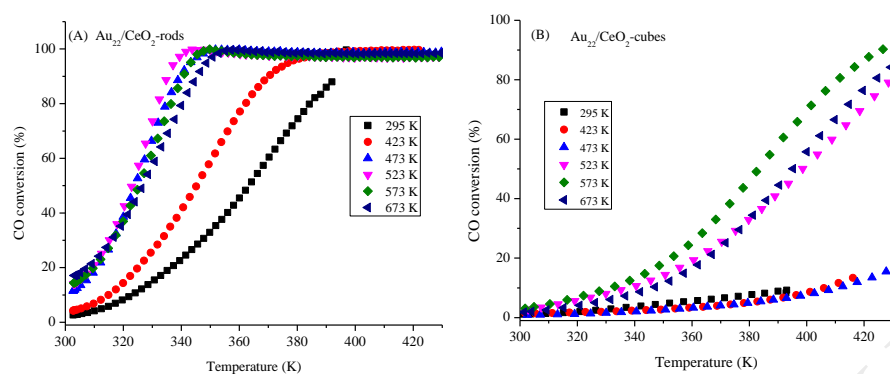 (A) Au22/CeO2-rods
CO conversion (%)
100
80
60
40
20
0
295 K
423 K
473 K
523 K
573 K
673 K
300 320 340 360 380 400 420
Temperature (K)
(B) Au22/CeO2-cubes
CO conversion (%)
100
80
60
40
20
0
295 K
423 K
473 K
523 K
573 K
673 K
300 320 340 360 380 400 420
Temperature (K)